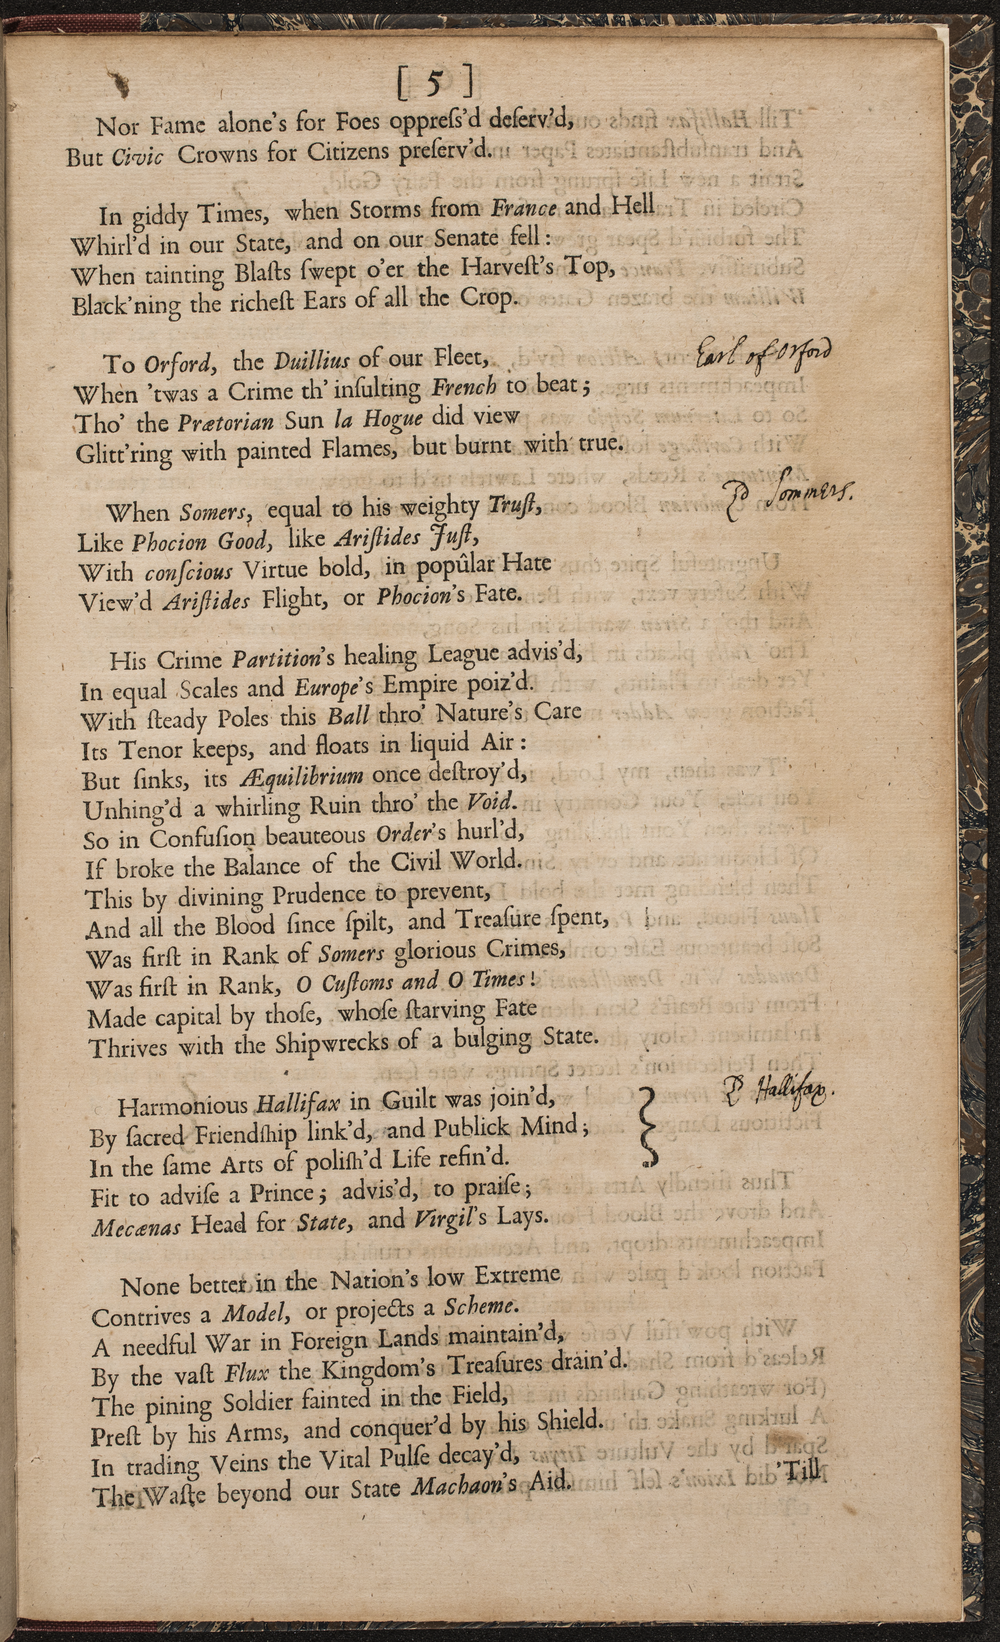 [ 5 ]
Nor Fame alone's for Foes oppreſs'd deſerv'd,
But Civic Crowns for Citizens preſerv'd.
In giddy Times, when Storms from France and Hell
Whirl'd in our State, and on our Senate fell:
When tainting Blaſts ſwept o'er the Harveſt's Top,
Black'ning the richeſt Ears of all the Crop.
To Orford, the Duillius of our Fleet,
Earl of Orford
When 'twas a Crime th' inſulting French to beat;
Tho' the Prætorian Sun la Hogue did view
Glitt'ring with painted Flames, but burnt with true.
When Somers, equal to his weighty Truſt,
Ld Sommers.
Like Phocion Good, like Ariſtides Juſt,
With conſcious Virtue bold, in popûlar Hate
View'd Ariſtides Flight, or Phocion's Fate.
His Crime Partition's healing League advis'd,
In equal Scales and Europe's Empire poiz'd.
With ſteady Poles this Ball thro' Nature's Care
Its Tenor keeps, and floats in liquid Air:
But ſinks, its Æquilibrium once deſtroy'd,
Unhing'd a whirling Ruin thro' the Void.
So in Confuſion beauteous Order's hurl'd,
If broke the Balance of the Civil World.
This by divining Prudence to prevent,
And all the Blood ſince ſpilt, and Treaſure ſpent,
Was firſt in Rank of Somers glorious Crimes,
Was firſt in Rank, O Cuſtoms and O Times!
Made capital by thoſe, whoſe ſtarving Fate
Thrives with the Shipwrecks of a bulging State.
Harmonious Hallifax in Guilt was join'd,
Ld Hallifax.
By ſacred Friendſhip link'd, and Publick Mind;
In the ſame Arts of poliſh'd Life refin'd.
Fit to adviſe a Prince; advis'd, to praiſe;
Mecænas Head for State, and Virgil's Lays.
None better in the Nation's low Extreme
Contrives a Model, or projects a Scheme.
A needful War in Foreign Lands maintain'd,
By the vaſt Flux the Kingdom's Treaſures drain'd.
The pining Soldier fainted in the Field,
Preſt by his Arms, and conquer'd by his Shield.
In trading Veins the Vital Pulſe decay'd,
The Waſte beyond our State Machaon's Aid.
'Till